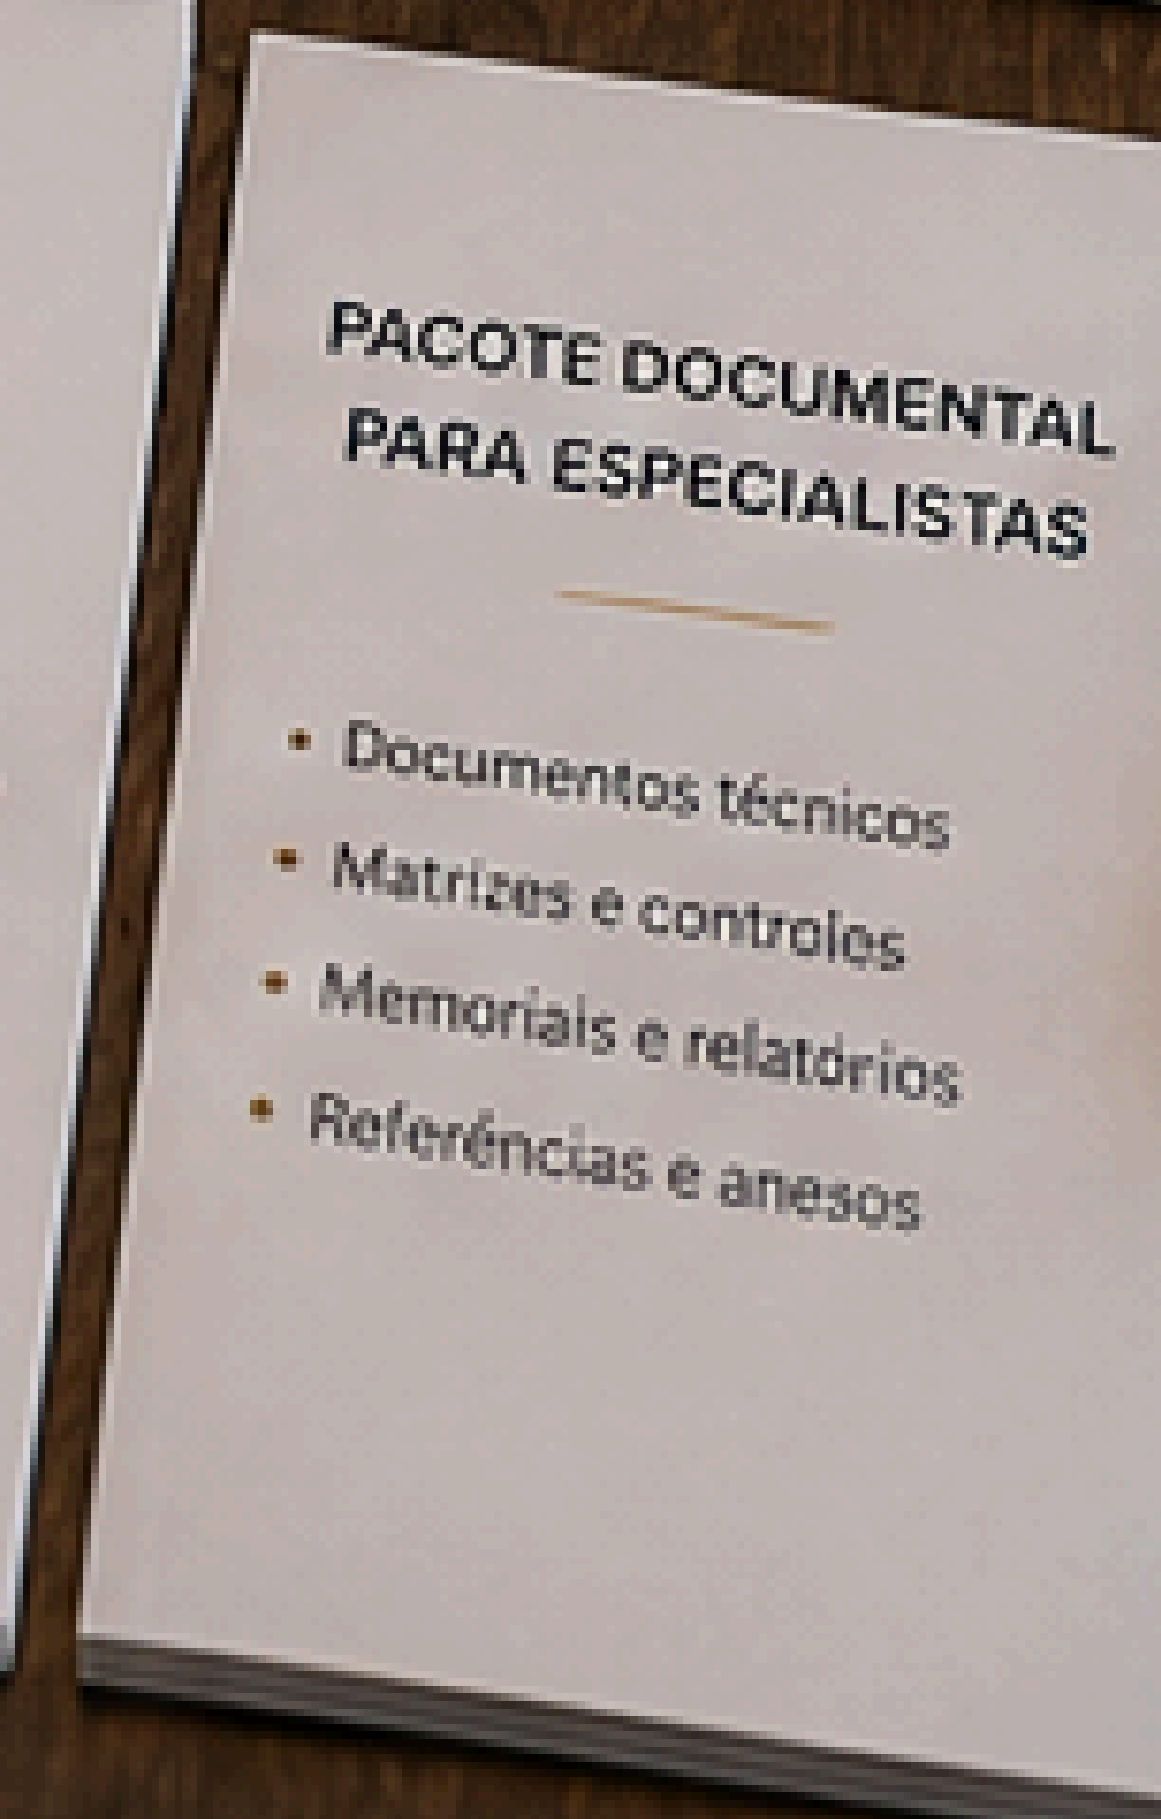 PACOTE DOCUMENTAL
PARA ESPECIALISTAS
• Documentos técnicos
• Matrizes e controles
• Memoriais e relatórios
• Referências e anesos